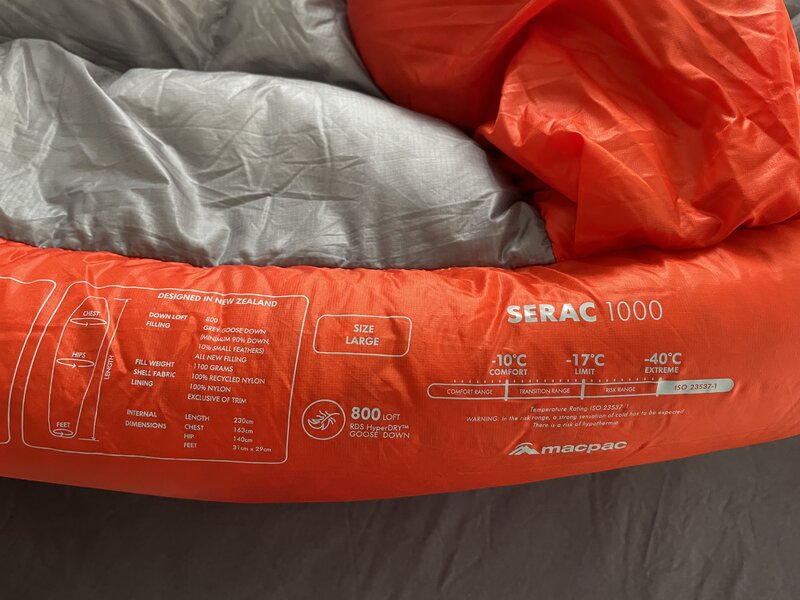 DESIGNED IN NEW ZEALAND
CHEST
HIPS
LENGTH
FEET
DOWN LOFT 800
FILLING GREY GOOSE DOWN
(MINIMUM 90% DOWN,
10% SMALL FEATHERS)
ALL NEW FILLING
FILL WEIGHT 1100 GRAMS
SHELL FABRIC 100% RECYCLED NYLON
LINING 100% NYLON
EXCLUSIVE OF TRIM
INTERNAL DIMENSIONS
LENGTH 230cm
CHEST 163cm
HIP 140cm
FEET 31cm x 29cm
SIZE
LARGE
800 LOFT
RDS HyperDRY™
GOOSE DOWN
SERAC 1000
-10°C COMFORT
-17°C LIMIT
-40°C EXTREME
COMFORT RANGE TRANSITION RANGE RISK RANGE ISO 23537-1
Temperature Rating ISO 23537-1
WARNING: In the risk range, a strong sensation of cold has to be expected
There is a risk of hypothermia
macpac